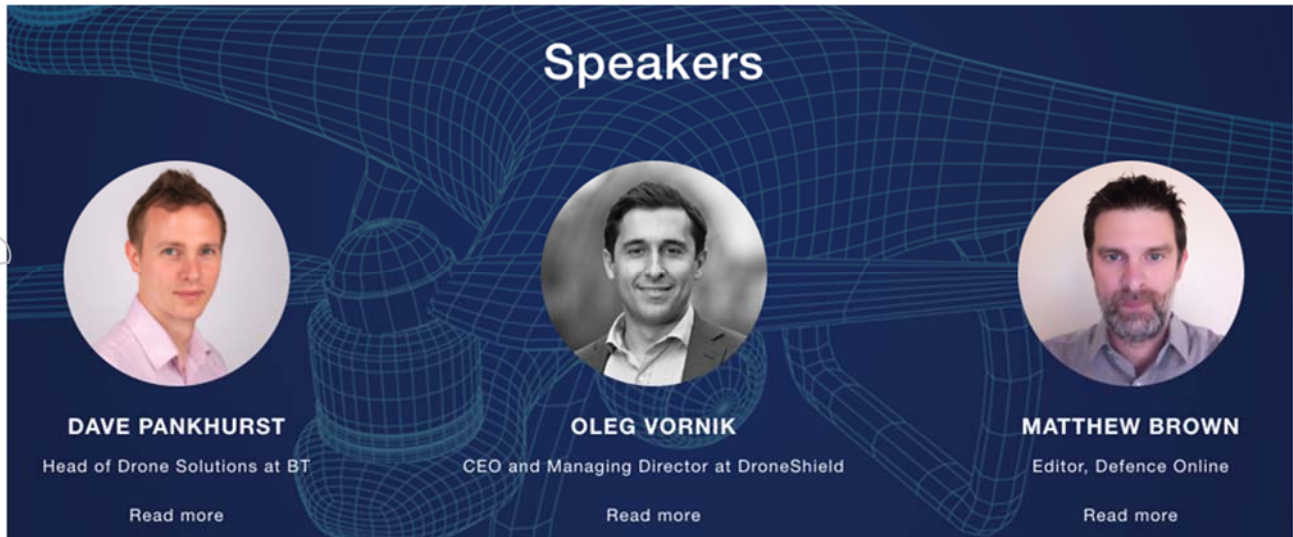 Speakers
DAVE PANKHURST
Head of Drone Solutions at BT
Read more
OLEG VORNIK
CEO and Managing Director at DroneShield
Read more
MATTHEW BROWN
Editor, Defence Online
Read more